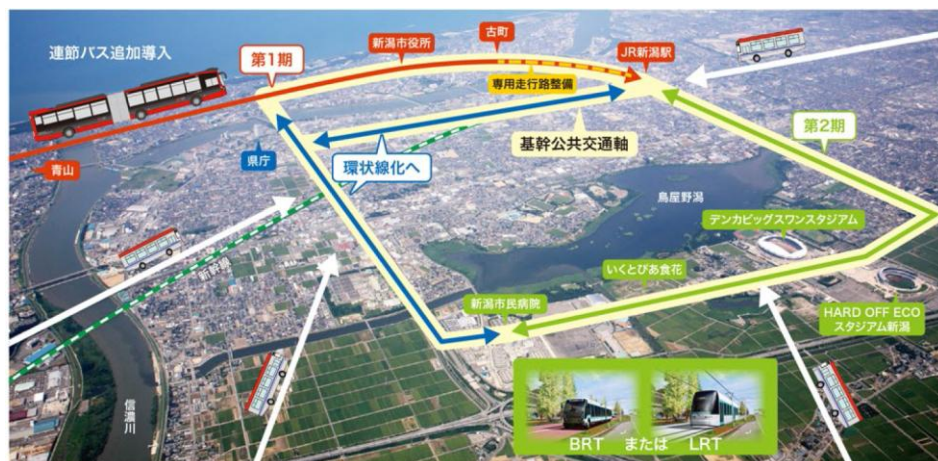 連節バス追加導入
第1期
新潟市役所
古町
JR新潟駅
専用走行路整備
基幹公共交通軸
第2期
青山
県庁
環状線化へ
鳥屋野潟
デンカビッグスワンスタジアム
新幹線
いくとぴあ食花
新潟市民病院
HARD OFF ECO
スタジアム新潟
信濃川
BRT または LRT